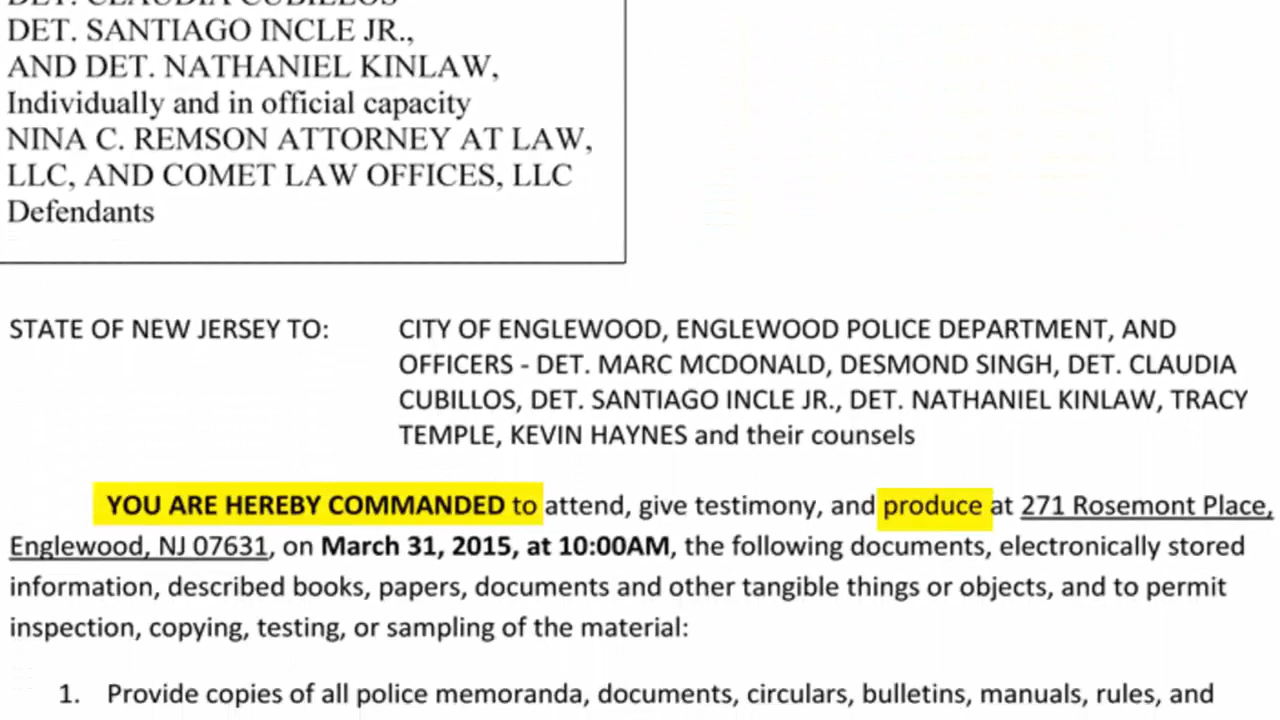 DET. CLAUDIA CUBILLOS
DET. SANTIAGO INCLE JR.,
AND DET. NATHANIEL KINLAW,
Individually and in official capacity
NINA C. REMSON ATTORNEY AT LAW,
LLC, AND COMET LAW OFFICES, LLC
Defendants
STATE OF NEW JERSEY TO: CITY OF ENGLEWOOD, ENGLEWOOD POLICE DEPARTMENT, AND
OFFICERS - DET. MARC MCDONALD, DESMOND SINGH, DET. CLAUDIA
CUBILLOS, DET. SANTIAGO INCLE JR., DET. NATHANIEL KINLAW, TRACY
TEMPLE, KEVIN HAYNES and their counsels
YOU ARE HEREBY COMMANDED to attend, give testimony, and produce at 271 Rosemont Place,
Englewood, NJ 07631, on March 31, 2015, at 10:00AM, the following documents, electronically stored
information, described books, papers, documents and other tangible things or objects, and to permit
inspection, copying, testing, or sampling of the material:
1. Provide copies of all police memoranda, documents, circulars, bulletins, manuals, rules, and